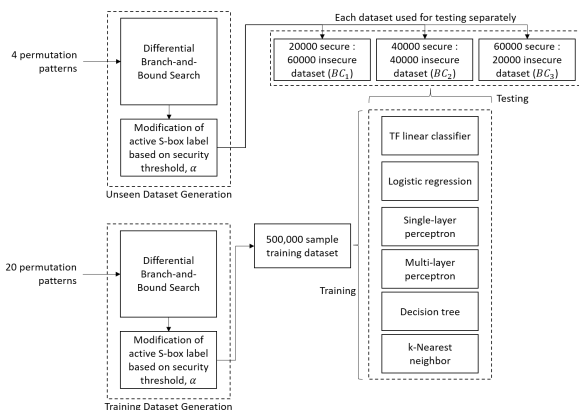 Each dataset used for testing separately
4 permutation
patterns
Differential
Branch-and-
Bound Search
20000 secure :
60000 insecure
dataset (BC₁)
40000 secure :
40000 insecure
dataset (BC₂)
60000 secure :
20000 insecure
dataset (BC₃)
Modification of
active S-box label
based on security
threshold, α
Unseen Dataset Generation
Testing
TF linear classifier
Logistic regression
Single-layer
perceptron
Multi-layer
perceptron
Decision tree
k-Nearest
neighbor
Training
500,000 sample
training dataset
20 permutation
patterns
Differential
Branch-and-
Bound Search
Modification of
active S-box label
based on security
threshold, α
Training Dataset Generation